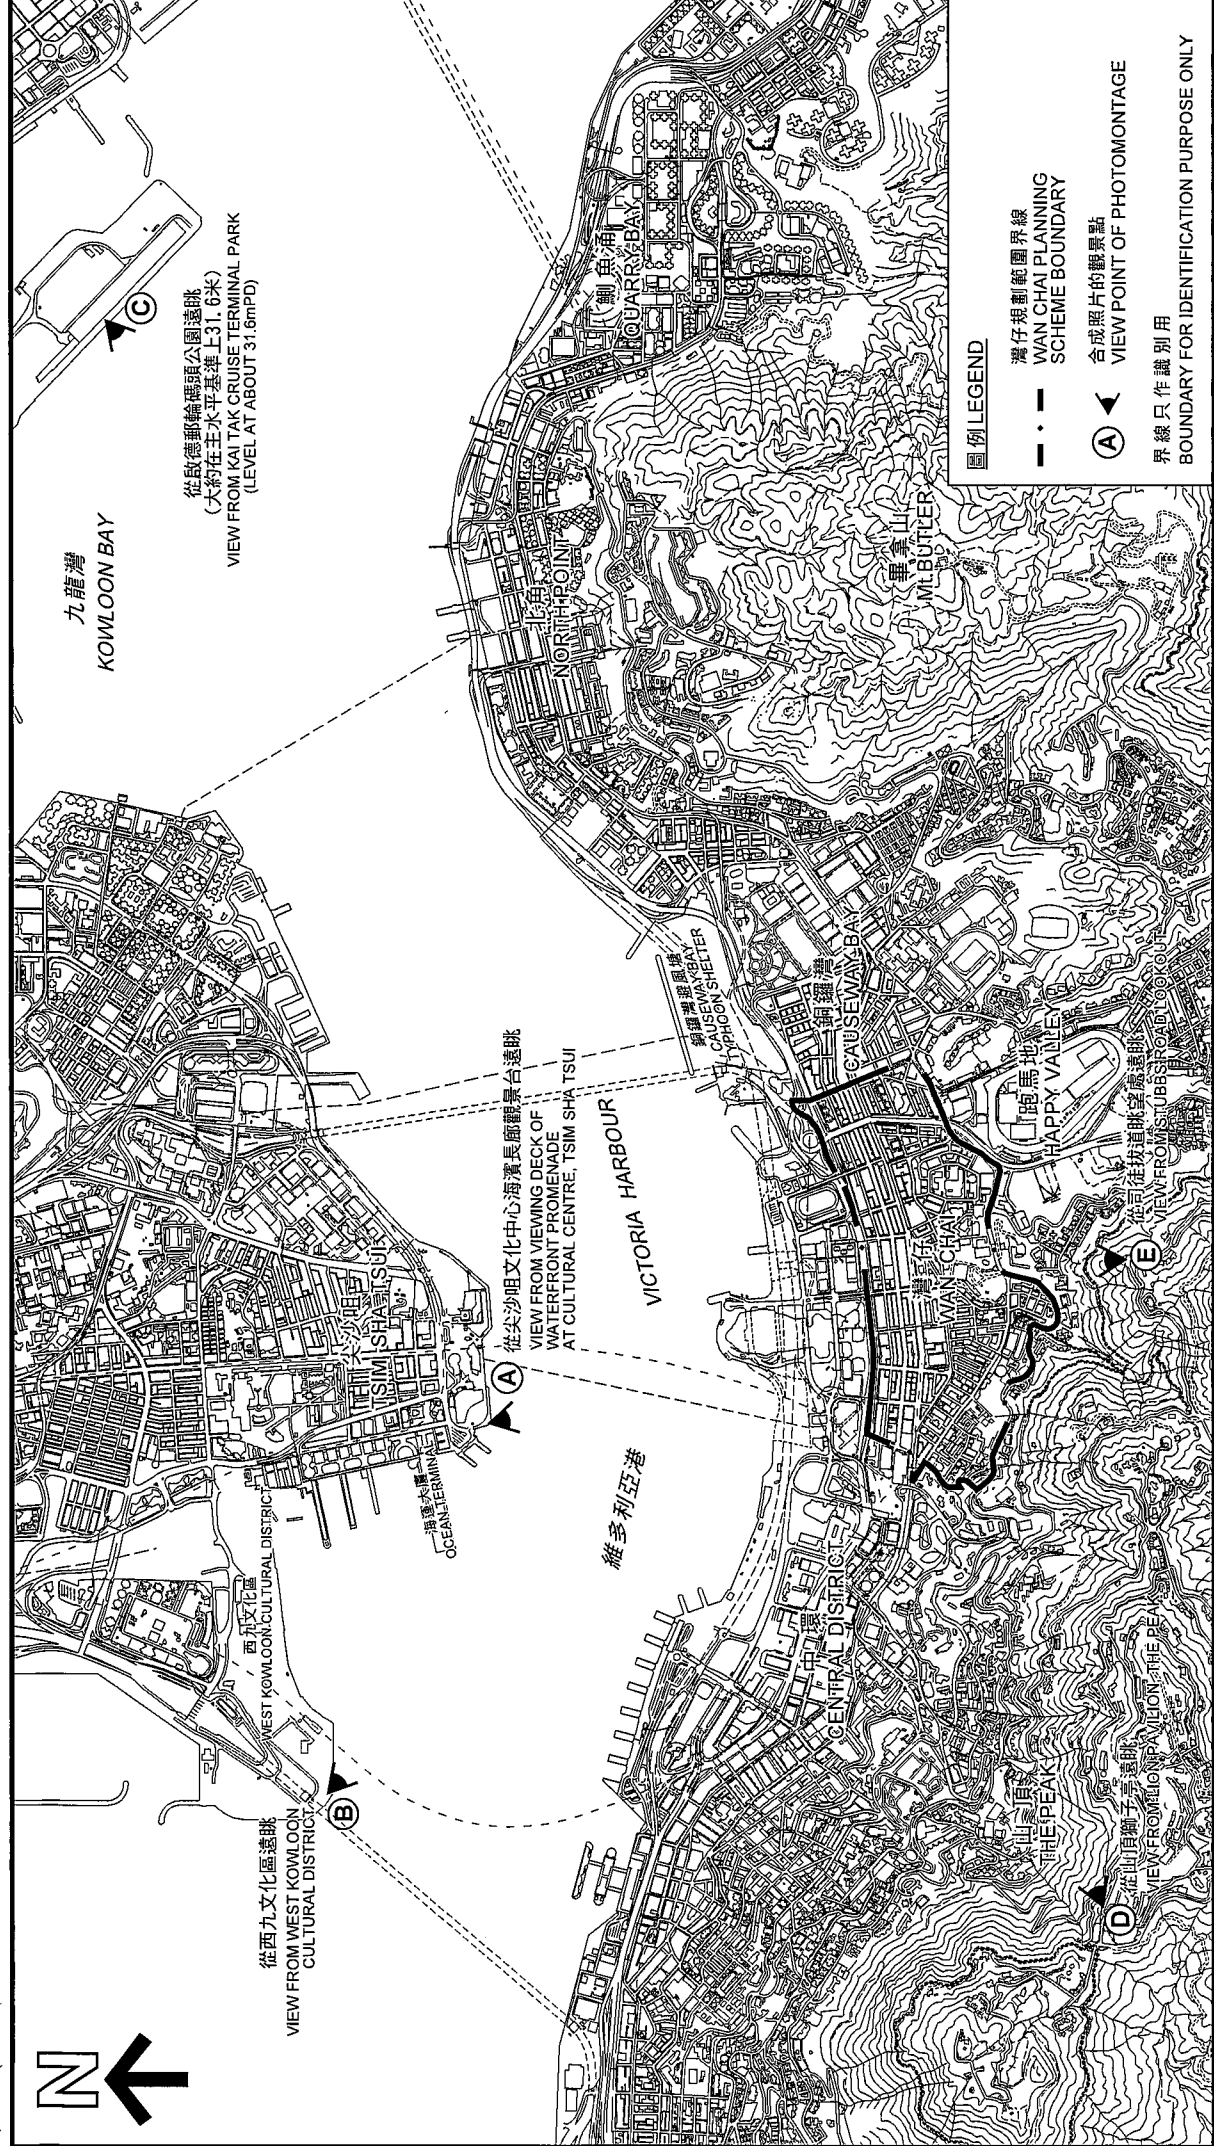 N
九龍灣
KOWLOON BAY
從啟德郵輪碼頭公園遠眺
(大約在主水平基準上31.6米)
VIEW FROM KAI TAK CRUISE TERMINAL PARK
(LEVEL AT ABOUT 31.6mPD)
C
從西九文化區遠眺
VIEW FROM WEST KOWLOON
CULTURAL DISTRICT
B
西九文化區
WEST KOWLOON CULTURAL DISTRICT
海運大廈
OCEAN TERMINAL
尖沙咀
TSIM SHA TSUI
A
從尖沙咀文化中心海濱長廊觀景台遠眺
VIEW FROM VIEWING DECK OF
WATERFRONT PROMENADE
AT CULTURAL CENTRE, TSIM SHA TSUI
維多利亞港
VICTORIA HARBOUR
銅鑼灣避風塘
CAUSEWAY BAY
TYPHOON SHELTER
北角
NORTH POINT
鰂魚涌
QUARRY BAY
中環
CENTRAL DISTRICT
灣仔
WAN CHAI
銅鑼灣
CAUSEWAY BAY
畢拿山
Mt. BUTLER
跑馬地
HAPPY VALLEY
山頂
THE PEAK
D
從山頂獅子亭遠眺
VIEW FROM LION PAVILION, THE PEAK
E
從司徒拔道眺望處遠眺
VIEW FROM STUBBS ROAD LOOKOUT
圖例 LEGEND
灣仔規劃範圍界線
WAN CHAI PLANNING
SCHEME BOUNDARY
A
合成照片的觀景點
VIEW POINT OF PHOTOMONTAGE
界線只作識別用
BOUNDARY FOR IDENTIFICATION PURPOSE ONLY